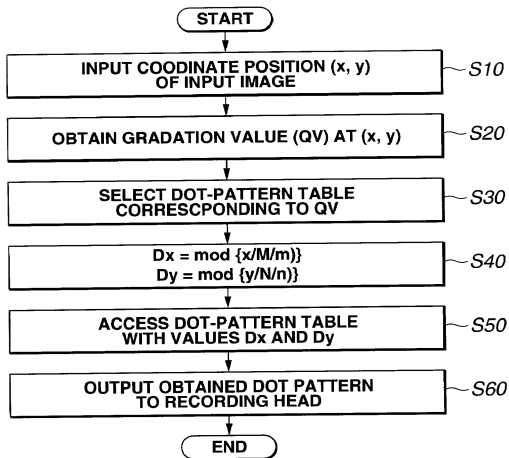 START
INPUT COODINATE POSITION (x, y)
OF INPUT IMAGE
S10
OBTAIN GRADATION VALUE (QV) AT (x, y)
S20
SELECT DOT-PATTERN TABLE
CORRESCPONDING TO QV
S30
Dx = mod {x/M/m)}
Dy = mod {y/N/n)}
S40
ACCESS DOT-PATTERN TABLE
WITH VALUES Dx AND Dy
S50
OUTPUT OBTAINED DOT PATTERN
TO RECORDING HEAD
S60
END